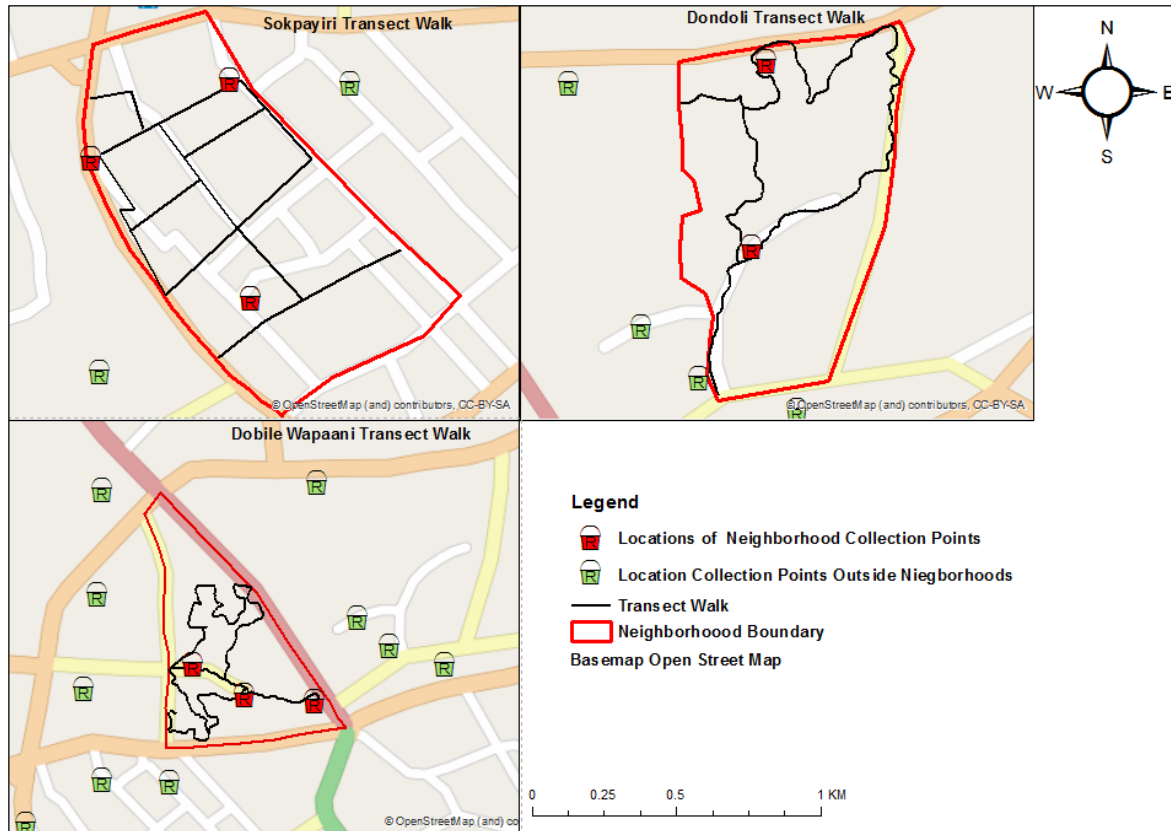 Sokpayiri Transect Walk
© OpenStreetMap (and) contributors, CC-BY-SA
Dondoli Transect Walk
© OpenStreetMap (and) contributors, CC-BY-SA
N
W E
S
Dobile Wapaani Transect Walk
© OpenStreetMap (and) co
Legend
R Locations of Neighborhood Collection Points
R Location Collection Points Outside Niegborhoods
Transect Walk
Neighborhoood Boundary
Basemap Open Street Map
0 0.25 0.5 1 KM